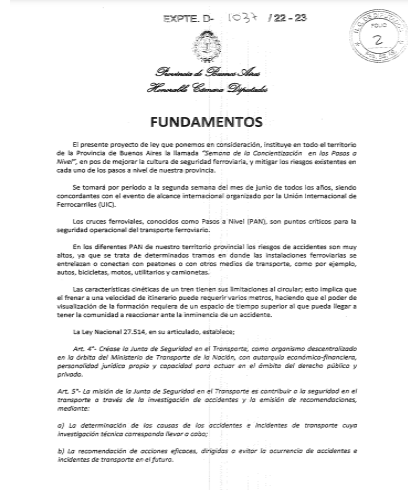 EXPTE. D- 1037 /22-23
FOLIO
2
Provincia de Buenos Aires
Honorable Cámara Diputados
FUNDAMENTOS
El presente proyecto de ley que ponemos en consideración, instituye en todo el territorio
de la Provincia de Buenos Aires la llamada "Semana de la Concientización en los Pasos a
Nivel", en pos de mejorar la cultura de seguridad ferroviaria, y mitigar los riesgos existentes en
cada uno de los pasos a nivel de nuestra provincia.
Se tomará por período a la segunda semana del mes de junio de todos los años, siendo
concordantes con el evento de alcance internacional organizado por la Unión Internacional de
Ferrocarriles (UIC).
Los cruces ferroviales, conocidos como Pasos a Nivel (PAN), son puntos críticos para la
seguridad operacional del transporte ferroviario.
En los diferentes PAN de nuestro territorio provincial los riesgos de accidentes son muy
altos, ya que se trata de determinados tramos en donde las instalaciones ferroviarias se
entrelazan o conectan con peatones o con otros medios de transporte, como por ejemplo,
autos, bicicletas, motos, utilitarios y camionetas.
Las características cinéticas de un tren tienen sus limitaciones al circular; esto implica que
el frenar a una velocidad de itinerario puede requerir varios metros, haciendo que el poder de
visualización de la formación requiera de un espacio de tiempo superior al que pueda llegar a
tener la comunidad a reaccionar ante la inminencia de un accidente.
La Ley Nacional 27.514, en su articulado, establece;
Art. 4°- Créase la Junta de Seguridad en el Transporte, como organismo descentralizado
en la órbita del Ministerio de Transporte de la Nación, con autarquía económico-financiera,
personalidad jurídica propia y capacidad para actuar en el ámbito del derecho público y
privado.
Art. 5°- La misión de la Junta de Seguridad en el Transporte es contribuir a la seguridad en el
transporte a través de la investigación de accidentes y la emisión de recomendaciones,
mediante:
a) La determinación de las causas de los accidentes e incidentes de transporte cuya
investigación técnica corresponda llevar a cabo;
b) La recomendación de acciones eficaces, dirigidas a evitar la ocurrencia de accidentes e
incidentes de transporte en el futuro.